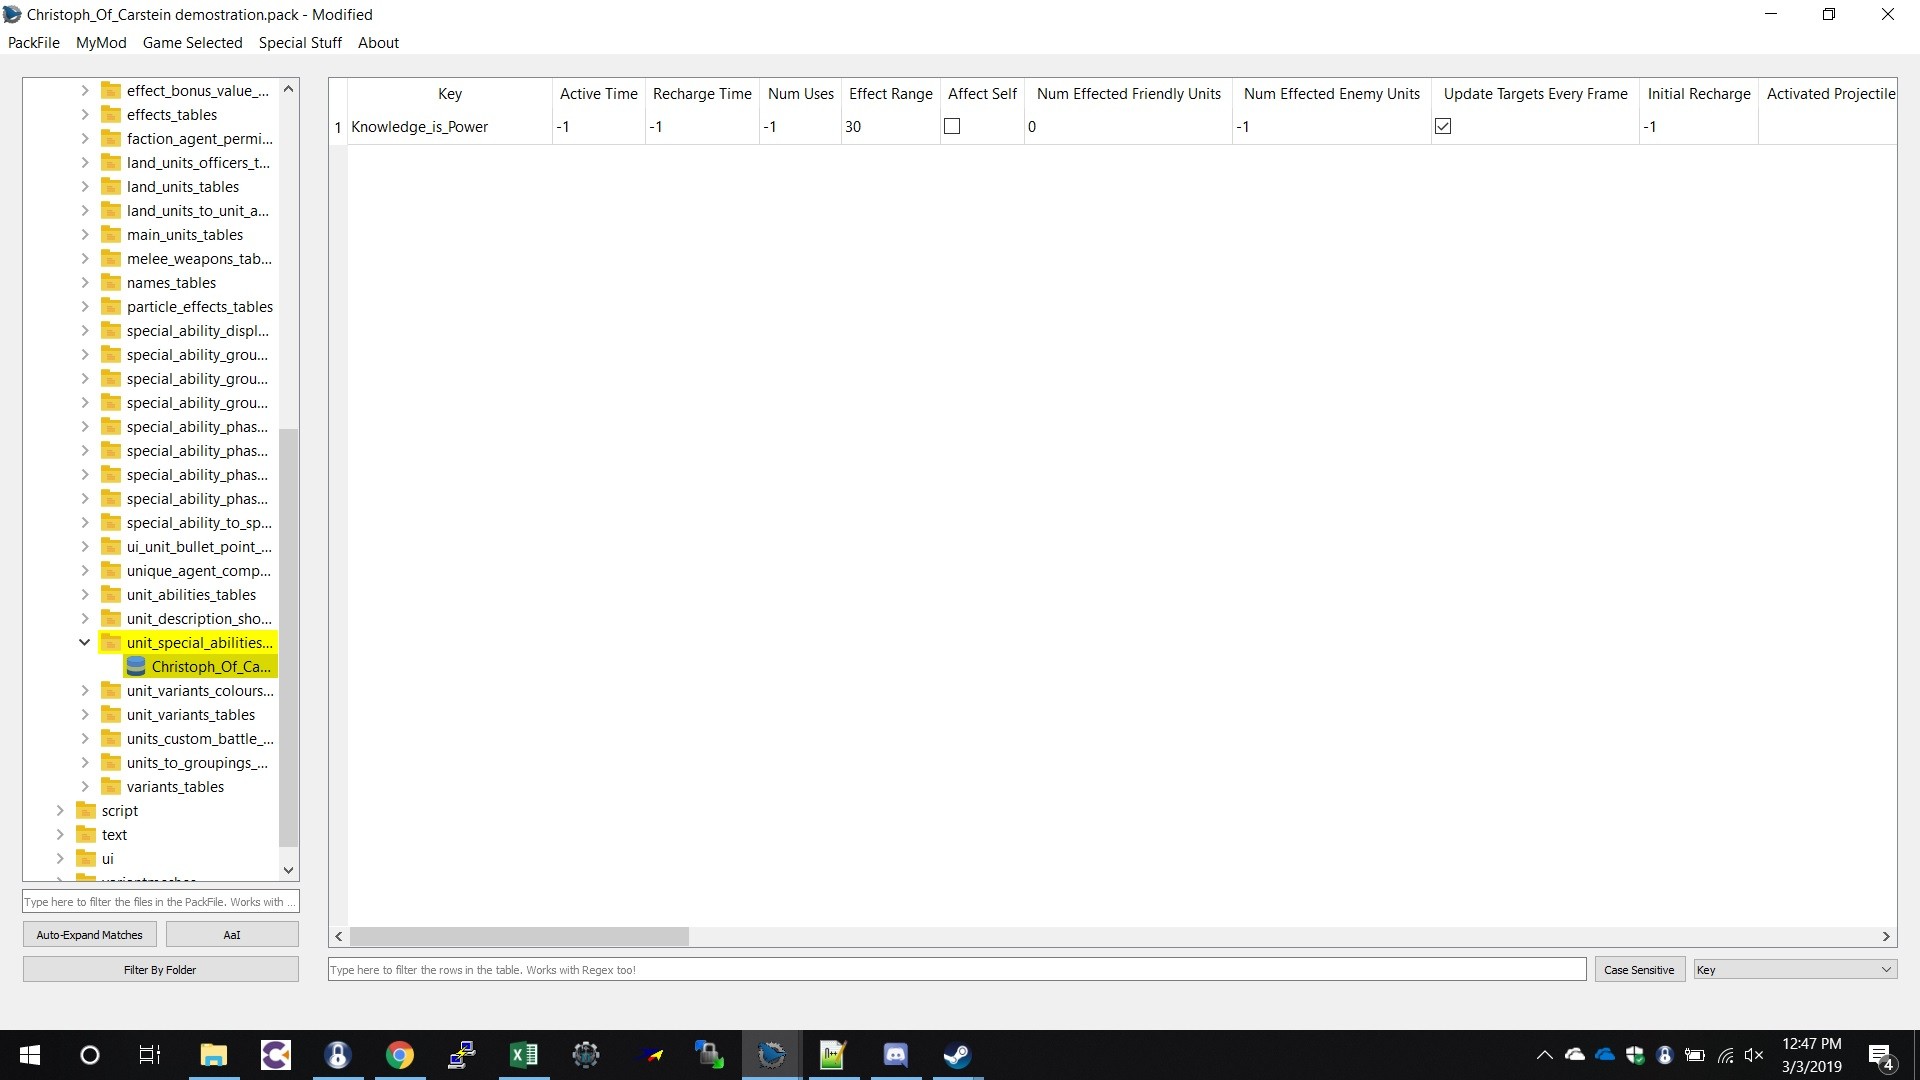 Christoph_Of_Carstein demostration.pack - Modified
PackFile MyMod Game Selected Special Stuff About
effect_bonus_value_...
effects_tables
faction_agent_permi...
land_units_officers_t...
land_units_tables
land_units_to_unit_a...
main_units_tables
melee_weapons_tab...
names_tables
particle_effects_tables
special_ability_displ...
special_ability_grou...
special_ability_grou...
special_ability_grou...
special_ability_phas...
special_ability_phas...
special_ability_phas...
special_ability_phas...
special_ability_to_sp...
ui_unit_bullet_point_...
unique_agent_comp...
unit_abilities_tables
unit_description_sho...
unit_special_abilities...
Christoph_Of_Ca...
unit_variants_colours...
unit_variants_tables
units_custom_battle_...
units_to_groupings_...
variants_tables
script
text
ui
Type here to filter the files in the PackFile. Works with ...
Auto-Expand Matches AaI
Filter By Folder
Key Active Time Recharge Time Num Uses Effect Range Affect Self Num Effected Friendly Units Num Effected Enemy Units Update Targets Every Frame Initial Recharge Activated Projectile
1 Knowledge_is_Power -1 -1 -1 30 0 -1 -1
Type here to filter the rows in the table. Works with Regex too! Case Sensitive Key
12:47 PM
3/3/2019
4